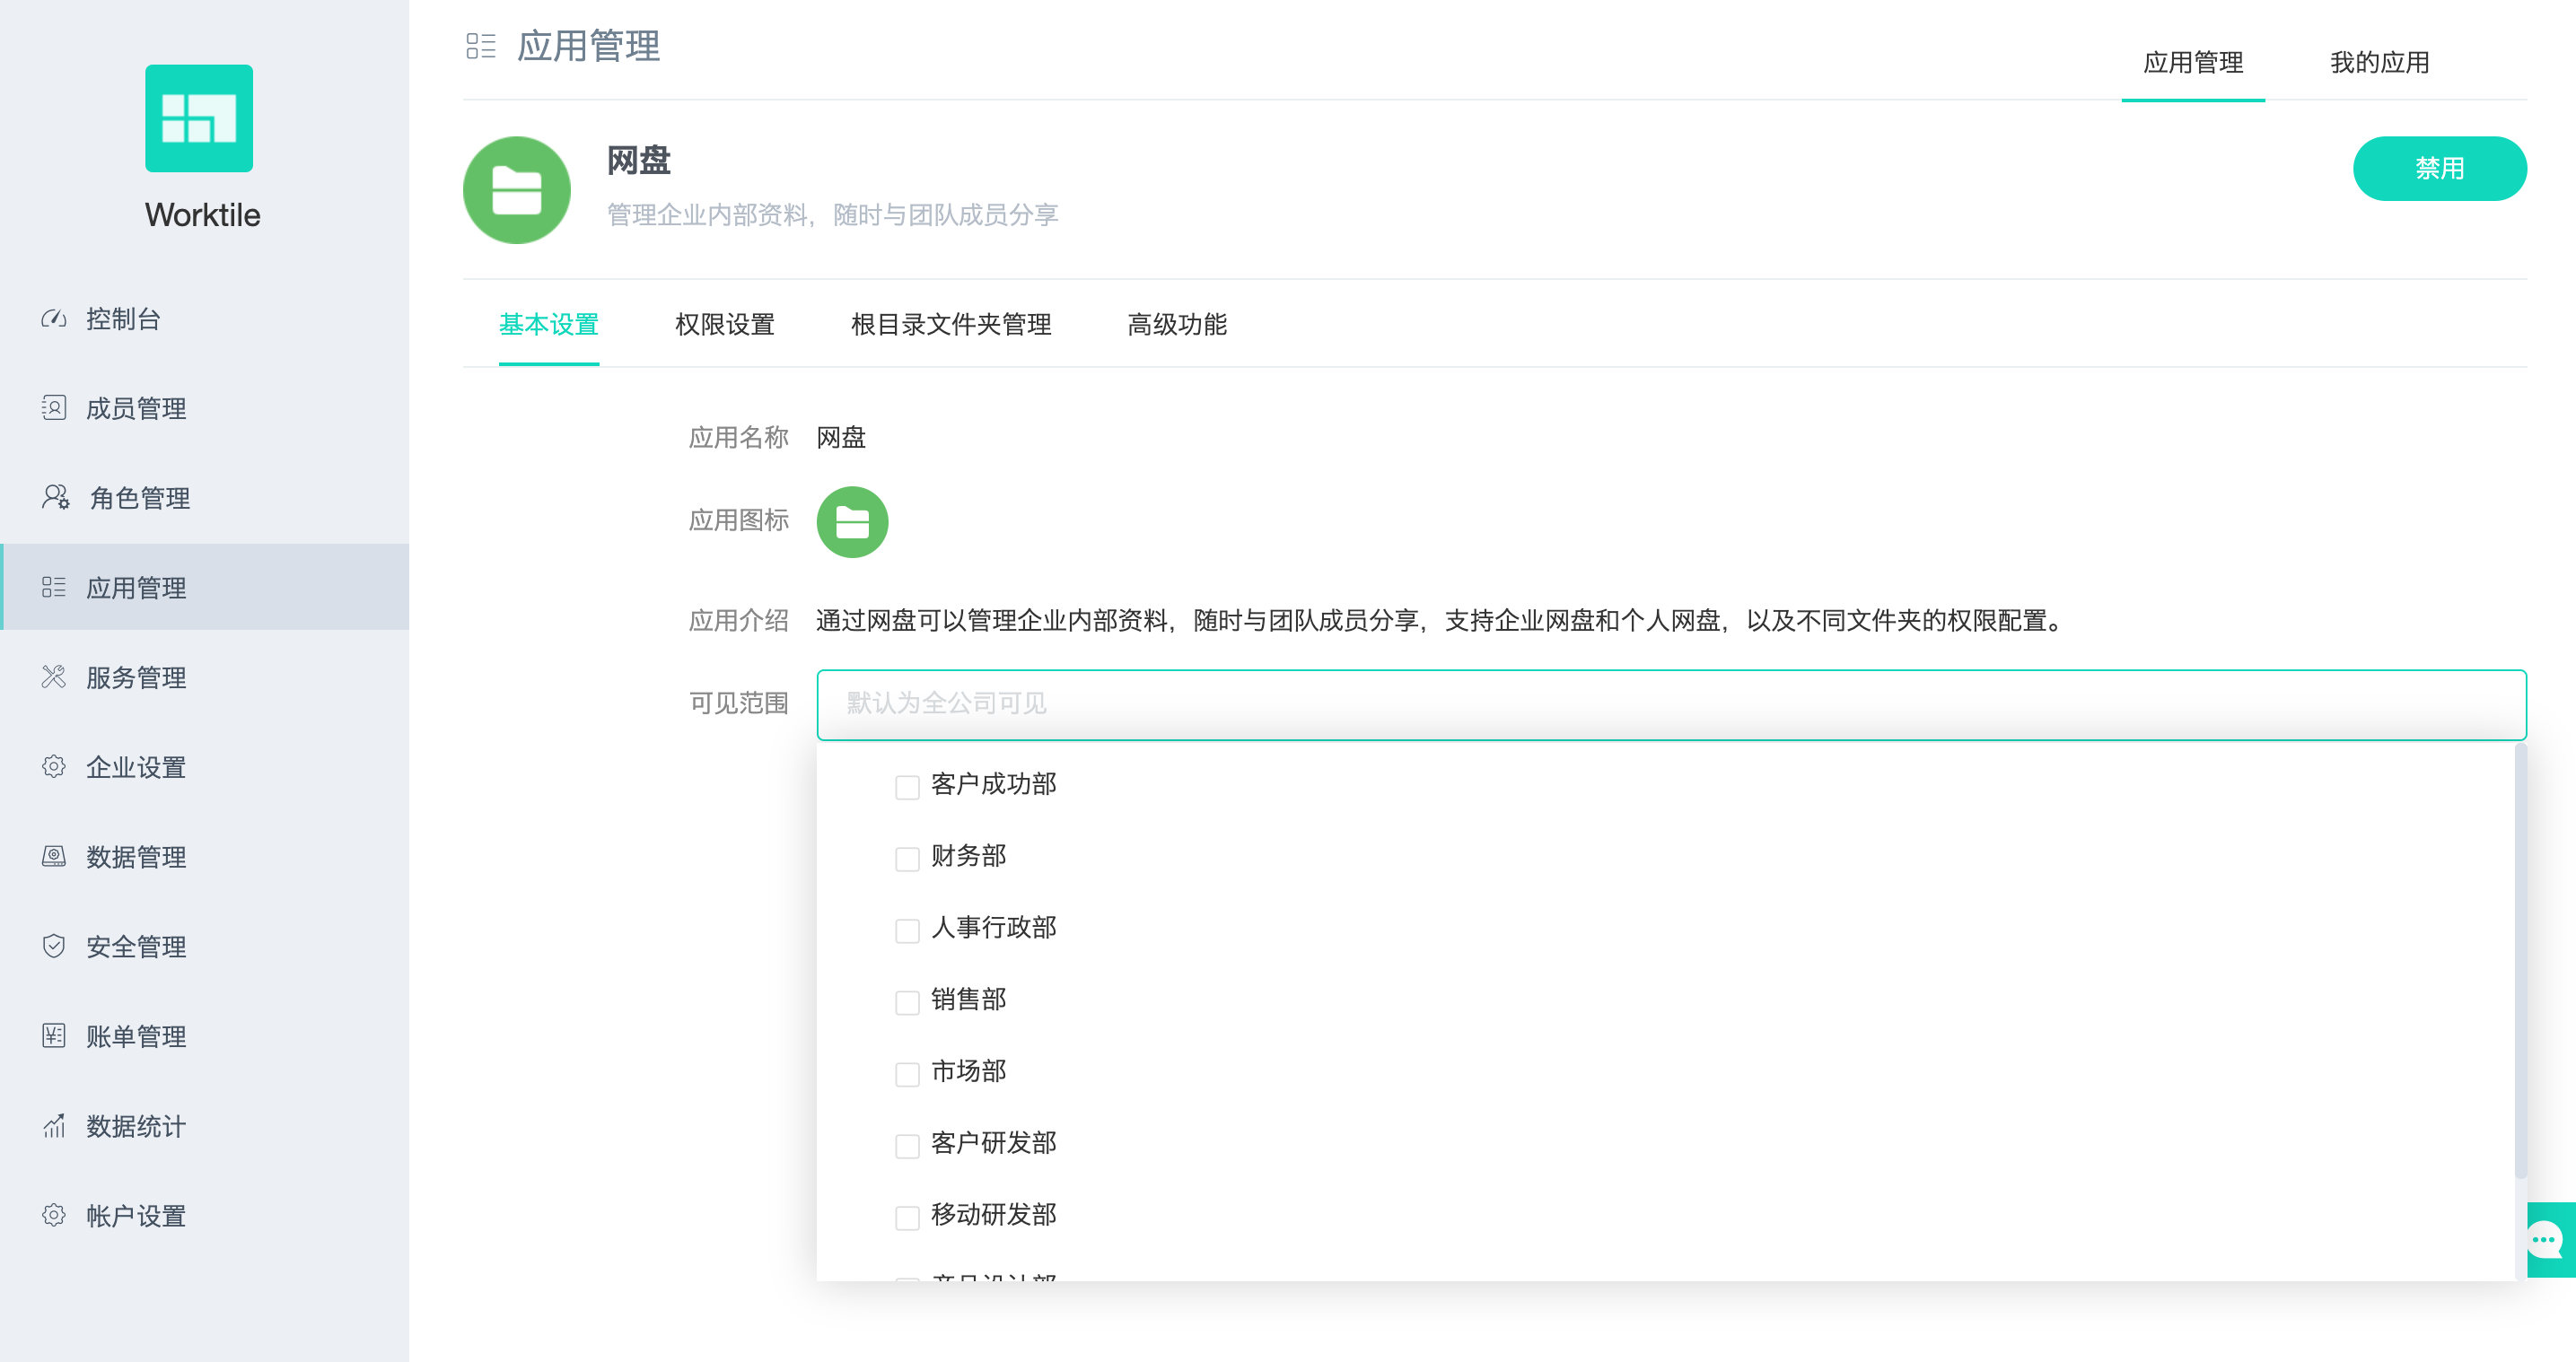 Worktile
控制台
成员管理
角色管理
应用管理
服务管理
企业设置
数据管理
安全管理
账单管理
数据统计
帐户设置
应用管理
应用管理 我的应用
网盘
管理企业内部资料，随时与团队成员分享
禁用
基本设置 权限设置 根目录文件夹管理 高级功能
应用名称 网盘
应用图标
应用介绍 通过网盘可以管理企业内部资料，随时与团队成员分享，支持企业网盘和个人网盘，以及不同文件夹的权限配置。
可见范围 默认为全公司可见
客户成功部
财务部
人事行政部
销售部
市场部
客户研发部
移动研发部